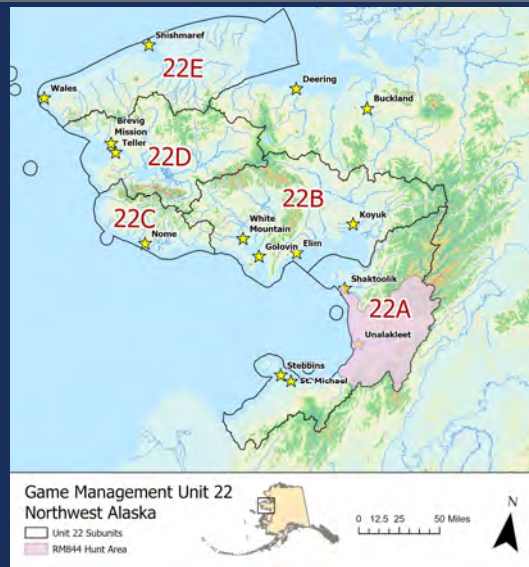 Shishmaref
22E
Deering
Wales
Buckland
Brevig
Mission
Teller
22D
22B
22C
White
Mountain
Koyuk
Nome
Golovin
Elim
Shaktoolik
22A
Unalakleet
Stebbins
St. Michael
Game Management Unit 22
Northwest Alaska
Unit 22 Subunits
RM844 Hunt Area
0 12.5 25 50 Miles
N